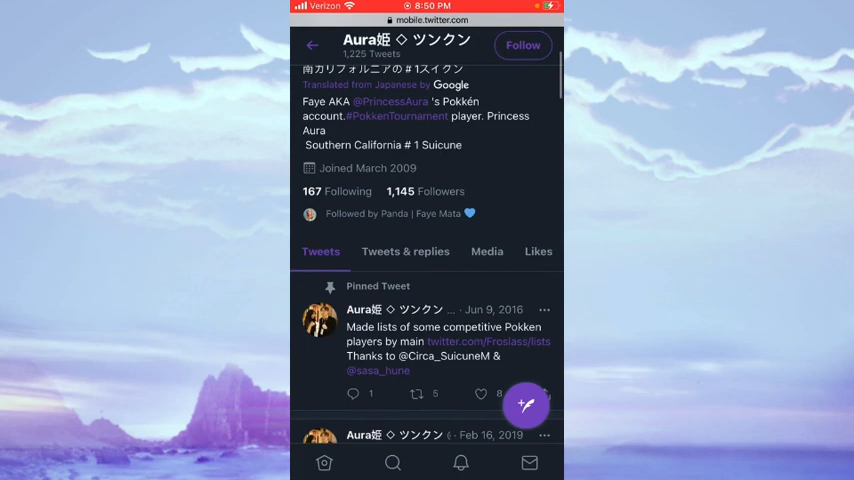 Verizon 8:50 PM
mobile.twitter.com
Aura姫 ◇ ツンクン
1,225 Tweets
Follow
南カリフォルニアの # 1スイクン
Translated from Japanese by Google
Faye AKA @PrincessAura 's Pokkén
account.#PokkenTournament player. Princess
Aura
Southern California # 1 Suicune
Joined March 2009
167 Following 1,145 Followers
Followed by Panda | Faye Mata 💙
Tweets Tweets & replies Media Likes
Pinned Tweet
Aura姫 ◇ ツンクン ... · Jun 9, 2016 ...
Made lists of some competitive Pokken
players by main twitter.com/Froslass/lists
Thanks to @Circa_SuicuneM &
@sasa_hune
1 5 8
Aura姫 ◇ ツンクン · Feb 16, 2019 ...